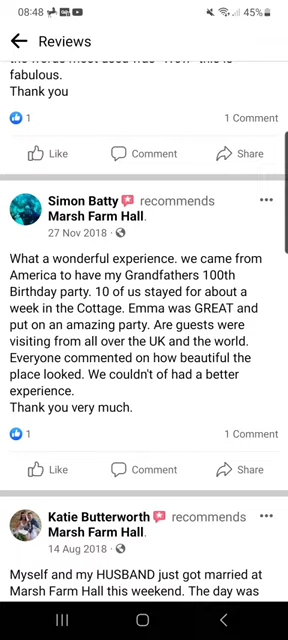 08:48 45%
Reviews
fabulous.
Thank you
1 1 Comment
Like Comment Share
Simon Batty recommends
Marsh Farm Hall.
27 Nov 2018 ·
What a wonderful experience. we came from
America to have my Grandfathers 100th
Birthday party. 10 of us stayed for about a
week in the Cottage. Emma was GREAT and
put on an amazing party. Are guests were
visiting from all over the UK and the world.
Everyone commented on how beautiful the
place looked. We couldn't of had a better
experience.
Thank you very much.
1 1 Comment
Like Comment Share
Katie Butterworth recommends
Marsh Farm Hall.
14 Aug 2018 ·
Myself and my HUSBAND just got married at
Marsh Farm Hall this weekend. The day was